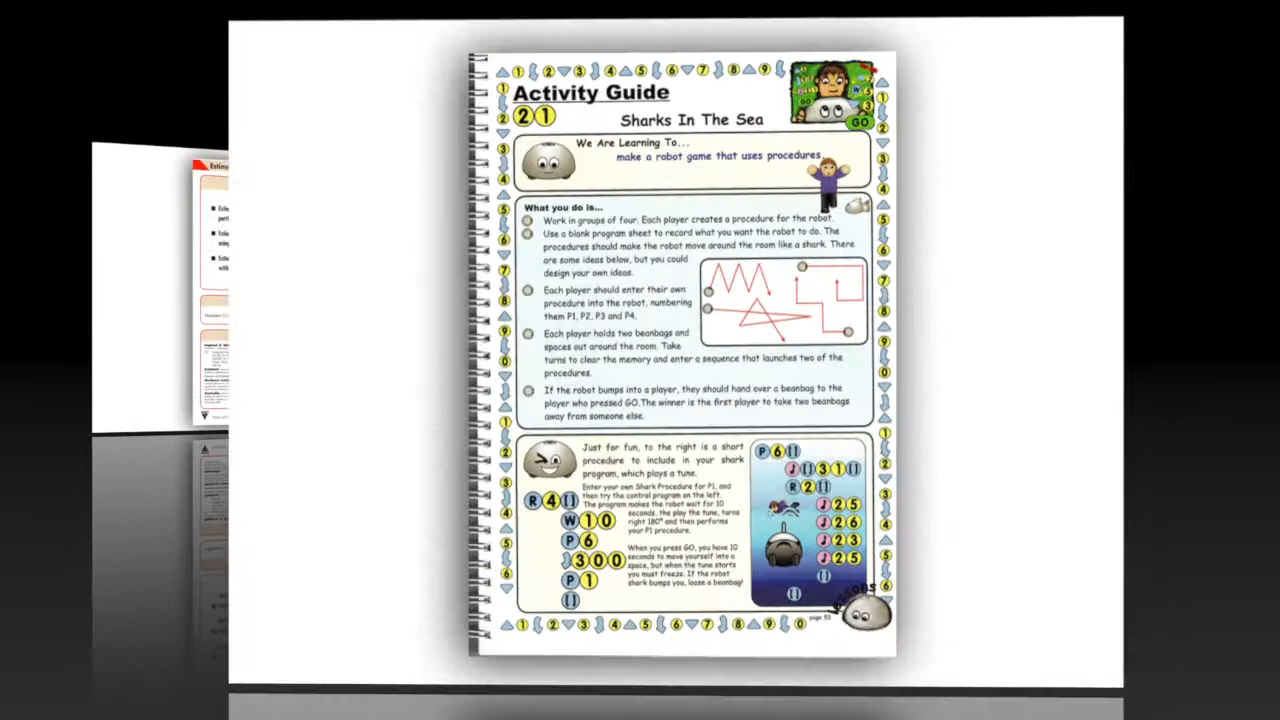 Activity Guide
21
Sharks In The Sea
GO
We Are Learning To...
make a robot game that uses procedures.
What you do is...
Work in groups of four. Each player creates a procedure for the robot.
Use a blank program sheet to record what you want the robot to do. The
procedures should make the robot move around the room like a shark. There
are some ideas below, but you could
design your own ideas.
Each player should enter their own
procedure into the robot, numbering
them P1, P2, P3 and P4.
Each player holds two beanbags and
spaces out around the room. Take
turns to clear the memory and enter a sequence that launches two of the
procedures.
If the robot bumps into a player, they should hand over a beanbag to the
player who pressed GO.The winner is the first player to take two beanbags
away from someone else.
Just for fun, to the right is a short
procedure to include in your shark
program, which plays a tune.
Enter your own Shark Procedure for P1, and
then try the control program on the left.
The program makes the robot wait for 10
seconds, the play the tune, turns
right 180° and then performs
your P1 procedure.
When you press GO, you have 10
seconds to move yourself into a
space, but when the tune starts
you must freeze. If the robot
shark bumps you, loose a beanbag!
R 4 []
W 1 0
P 6
3 0 0
P 1
[]
P 6 []
♪ [] 3 1 []
R 2 []
♪ 2 5
♪ 2 6
♪ 2 3
♪ 2 5
[]
[]
page 53
Lessons